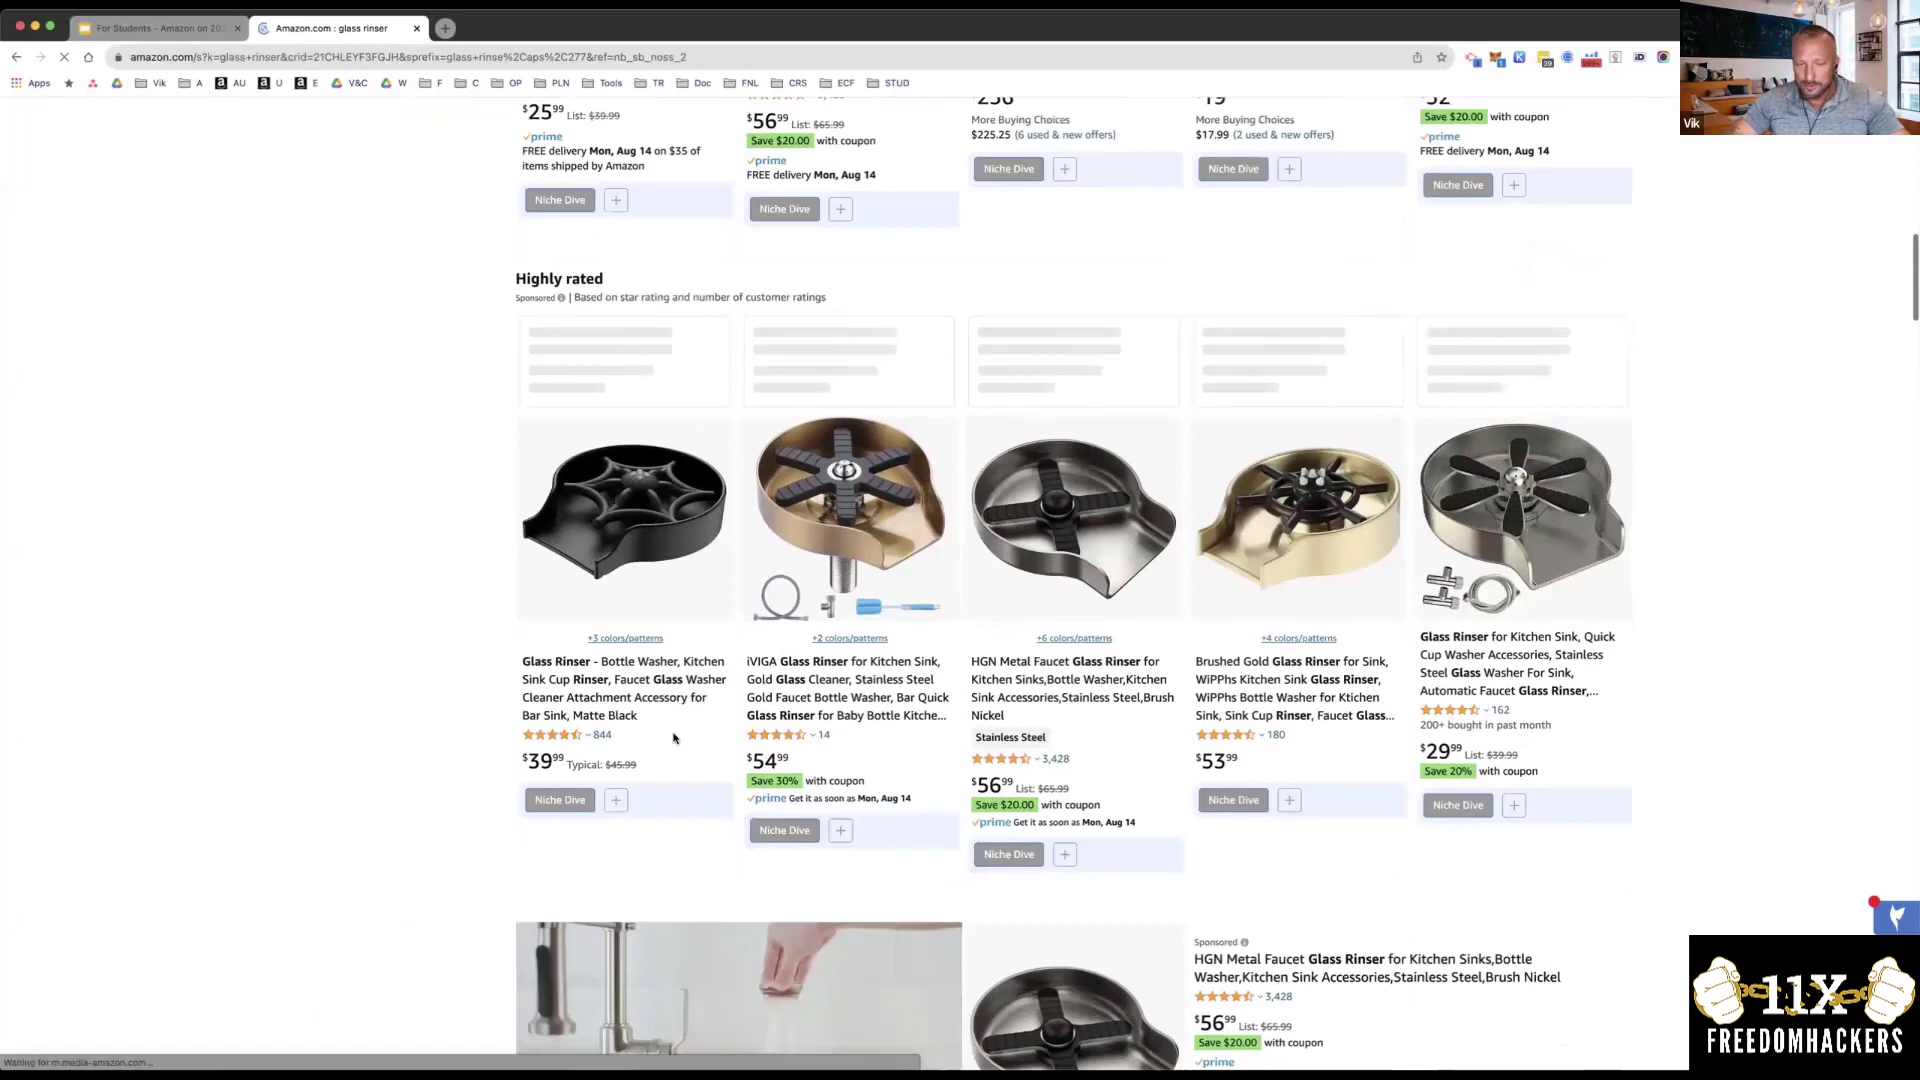 For Students - Amazon on 202
Amazon.com : glass rinser
amazon.com/s?k=glass+rinser&crid=21CHLEYF3FGJH&sprefix=glass+rinse%2Caps%2C277&ref=nb_sb_noss_2
Apps Vik A AU U E V&C W F C OP PLN Tools TR Doc FNL CRS ECF STUD
Vik
$25.99 List: $39.99
prime
FREE delivery Mon, Aug 14 on $35 of
items shipped by Amazon
Niche Dive +
$56.99 List: $65.99
Save $20.00 with coupon
prime
FREE delivery Mon, Aug 14
Niche Dive +
More Buying Choices
$225.25 (6 used & new offers)
Niche Dive +
More Buying Choices
$17.99 (2 used & new offers)
Niche Dive +
Save $20.00 with coupon
prime
FREE delivery Mon, Aug 14
Niche Dive +
Highly rated
Sponsored | Based on star rating and number of customer ratings
+3 colors/patterns
Glass Rinser - Bottle Washer, Kitchen
Sink Cup Rinser, Faucet Glass Washer
Cleaner Attachment Accessory for
Bar Sink, Matte Black
844
$39.99 Typical: $45.99
Niche Dive +
+2 colors/patterns
iVIGA Glass Rinser for Kitchen Sink,
Gold Glass Cleaner, Stainless Steel
Gold Faucet Bottle Washer, Bar Quick
Glass Rinser for Baby Bottle Kitche...
14
$54.99
Save 30% with coupon
prime Get it as soon as Mon, Aug 14
Niche Dive +
+6 colors/patterns
HGN Metal Faucet Glass Rinser for
Kitchen Sinks,Bottle Washer,Kitchen
Sink Accessories,Stainless Steel,Brush
Nickel
Stainless Steel
3,428
$56.99 List: $65.99
Save $20.00 with coupon
prime Get it as soon as Mon, Aug 14
Niche Dive +
+4 colors/patterns
Brushed Gold Glass Rinser for Sink,
WiPPhs Kitchen Sink Glass Rinser,
WiPPhs Bottle Washer for Ktichen
Sink, Sink Cup Rinser, Faucet Glass...
180
$53.99
Niche Dive +
Glass Rinser for Kitchen Sink, Quick
Cup Washer Accessories, Stainless
Steel Glass Washer For Sink,
Automatic Faucet Glass Rinser,...
162
200+ bought in past month
$29.99 List: $39.99
Save 20% with coupon
Niche Dive +
Sponsored
HGN Metal Faucet Glass Rinser for Kitchen Sinks,Bottle
Washer,Kitchen Sink Accessories,Stainless Steel,Brush Nickel
3,428
$56.99 List: $65.99
Save $20.00 with coupon
prime
Waiting for m.media-amazon.com...
11X
FREEDOMHACKERS